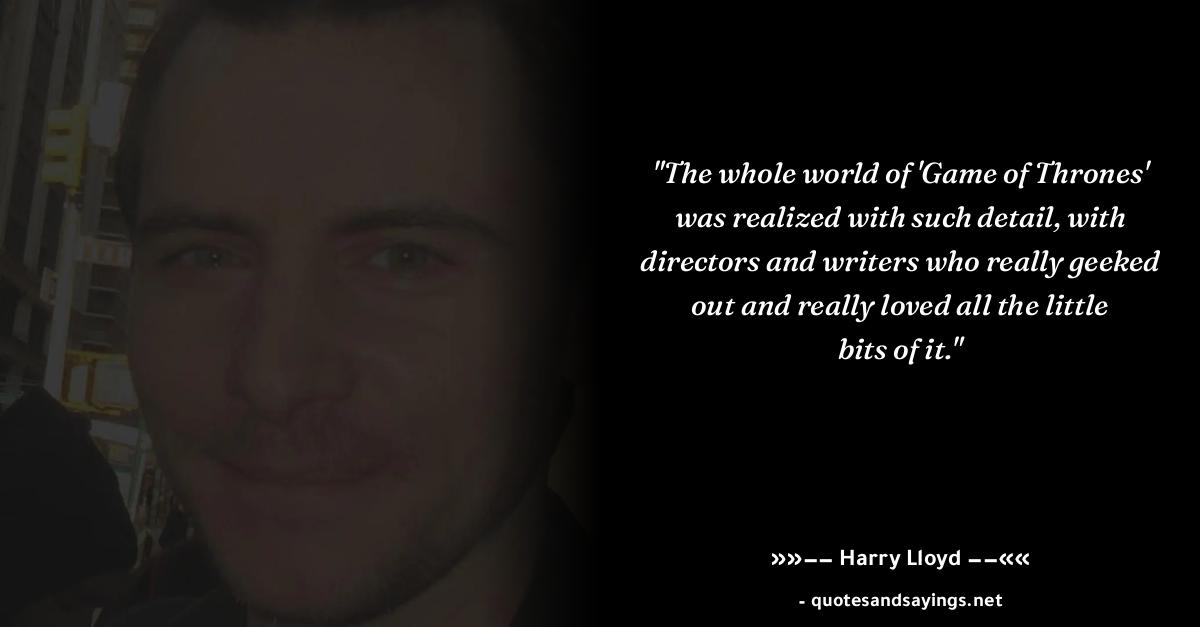 "The whole world of 'Game of Thrones'
was realized with such detail, with
directors and writers who really geeked
out and really loved all the little
bits of it."
»»−− Harry Lloyd −−««
- quotesandsayings.net